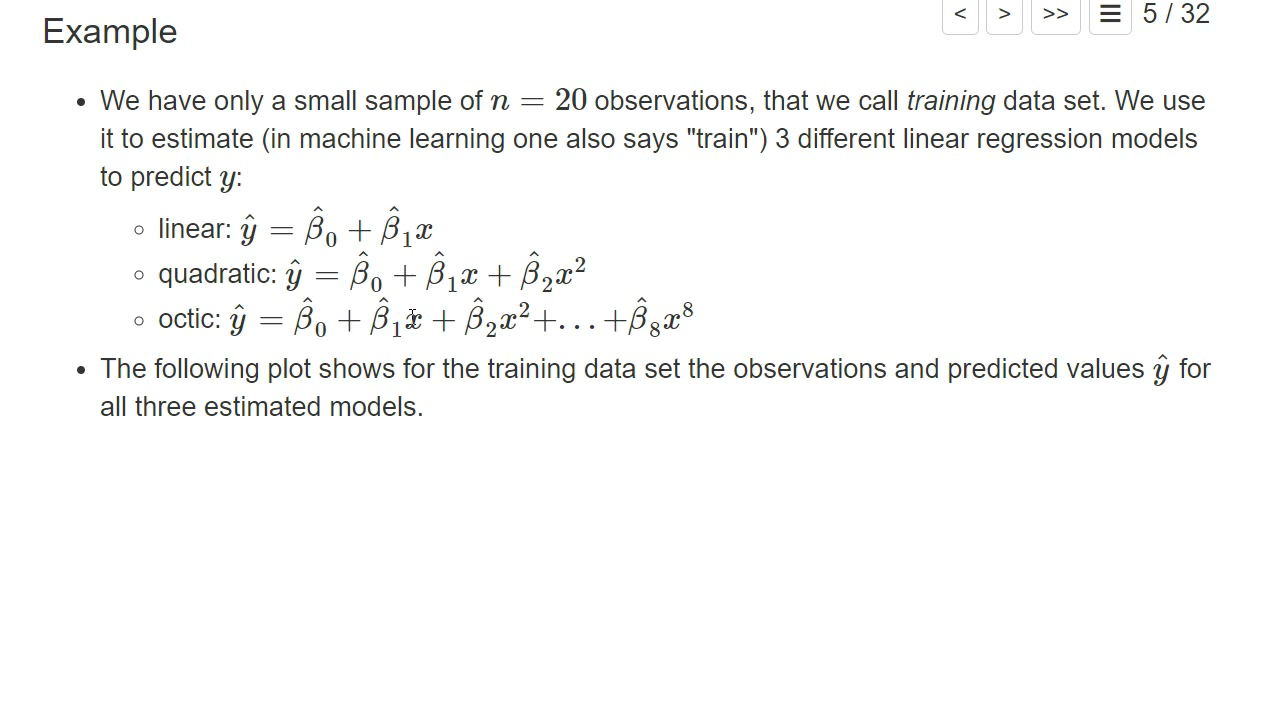 Example
< > >> ☰ 5 / 32
• We have only a small sample of n = 20 observations, that we call training data set. We use
it to estimate (in machine learning one also says "train") 3 different linear regression models
to predict y:
◦ linear: ŷ = β̂₀ + β̂₁x
◦ quadratic: ŷ = β̂₀ + β̂₁x + β̂₂x²
◦ octic: ŷ = β̂₀ + β̂₁x + β̂₂x²+…+β̂₈x⁸
• The following plot shows for the training data set the observations and predicted values ŷ for
all three estimated models.